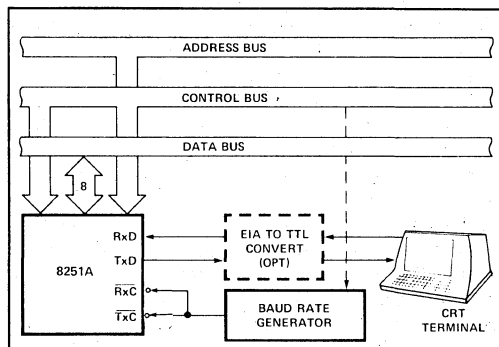 ADDRESS BUS
CONTROL BUS
DATA BUS
8
8251A
RxD
TxD
RxC
TxC
EIA TO TTL
CONVERT
(OPT)
BAUD RATE
GENERATOR
CRT
TERMINAL